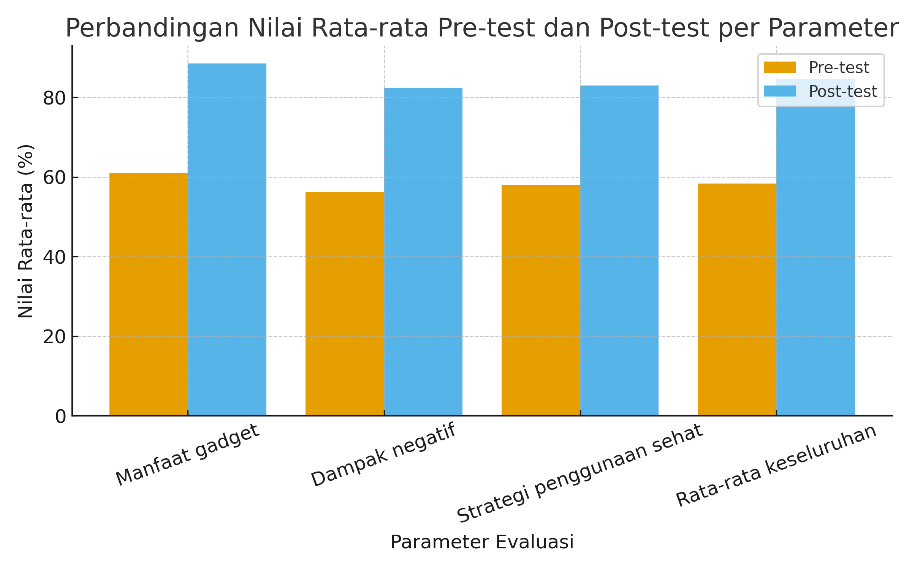 Perbandingan Nilai Rata-rata Pre-test dan Post-test per Parameter
Pre-test
Post-test
Nilai Rata-rata (%)
80
60
40
20
0
Manfaat gadget
Dampak negatif
Strategi penggunaan sehat
Rata-rata keseluruhan
Parameter Evaluasi